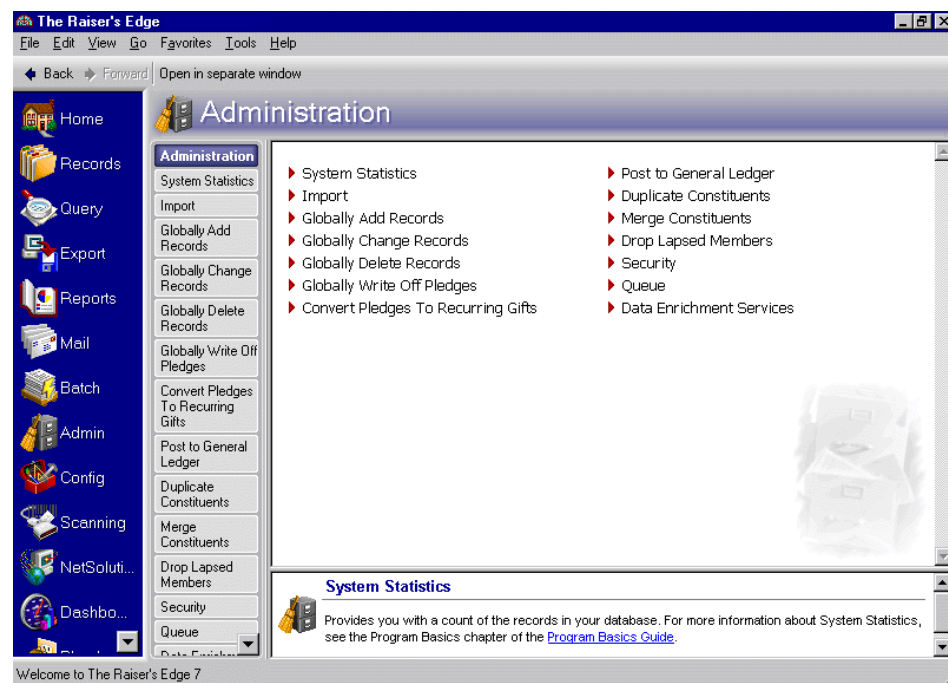 The Raiser's Edge
File Edit View Go Favorites Tools Help
Back Forward Open in separate window
Administration
Home
Records
Query
Export
Reports
Mail
Batch
Admin
Config
Scanning
NetSoluti...
Dashbo...
Administration
System Statistics
Import
Globally Add
Records
Globally Change
Records
Globally Delete
Records
Globally Write Off
Pledges
Convert Pledges
To Recurring
Gifts
Post to General
Ledger
Duplicate
Constituents
Merge
Constituents
Drop Lapsed
Members
Security
Queue
System Statistics
Import
Globally Add Records
Globally Change Records
Globally Delete Records
Globally Write Off Pledges
Convert Pledges To Recurring Gifts
Post to General Ledger
Duplicate Constituents
Merge Constituents
Drop Lapsed Members
Security
Queue
Data Enrichment Services
System Statistics
Provides you with a count of the records in your database. For more information about System Statistics,
see the Program Basics chapter of the Program Basics Guide.
Welcome to The Raiser's Edge 7